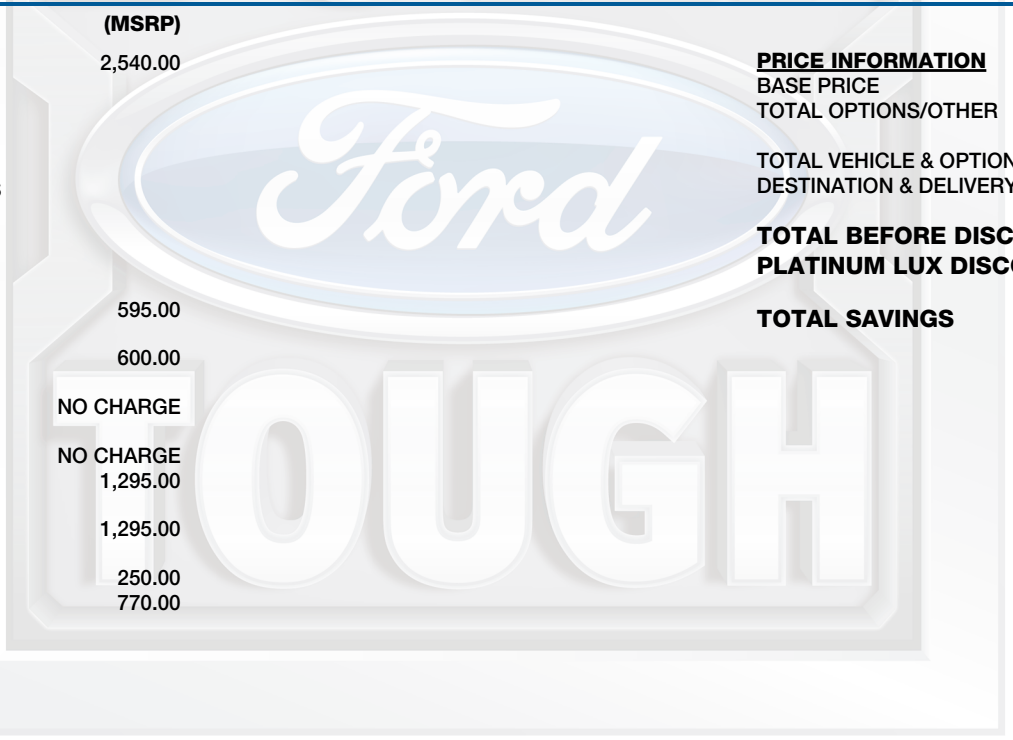 (MSRP)
2,540.00
595.00
600.00
NO CHARGE
NO CHARGE
1,295.00
1,295.00
250.00
770.00
PRICE INFORMATION
BASE PRICE
TOTAL OPTIONS/OTHER
TOTAL VEHICLE & OPTION
DESTINATION & DELIVERY
TOTAL BEFORE DISC
PLATINUM LUX DISC
TOTAL SAVINGS
Ford
TOUGH